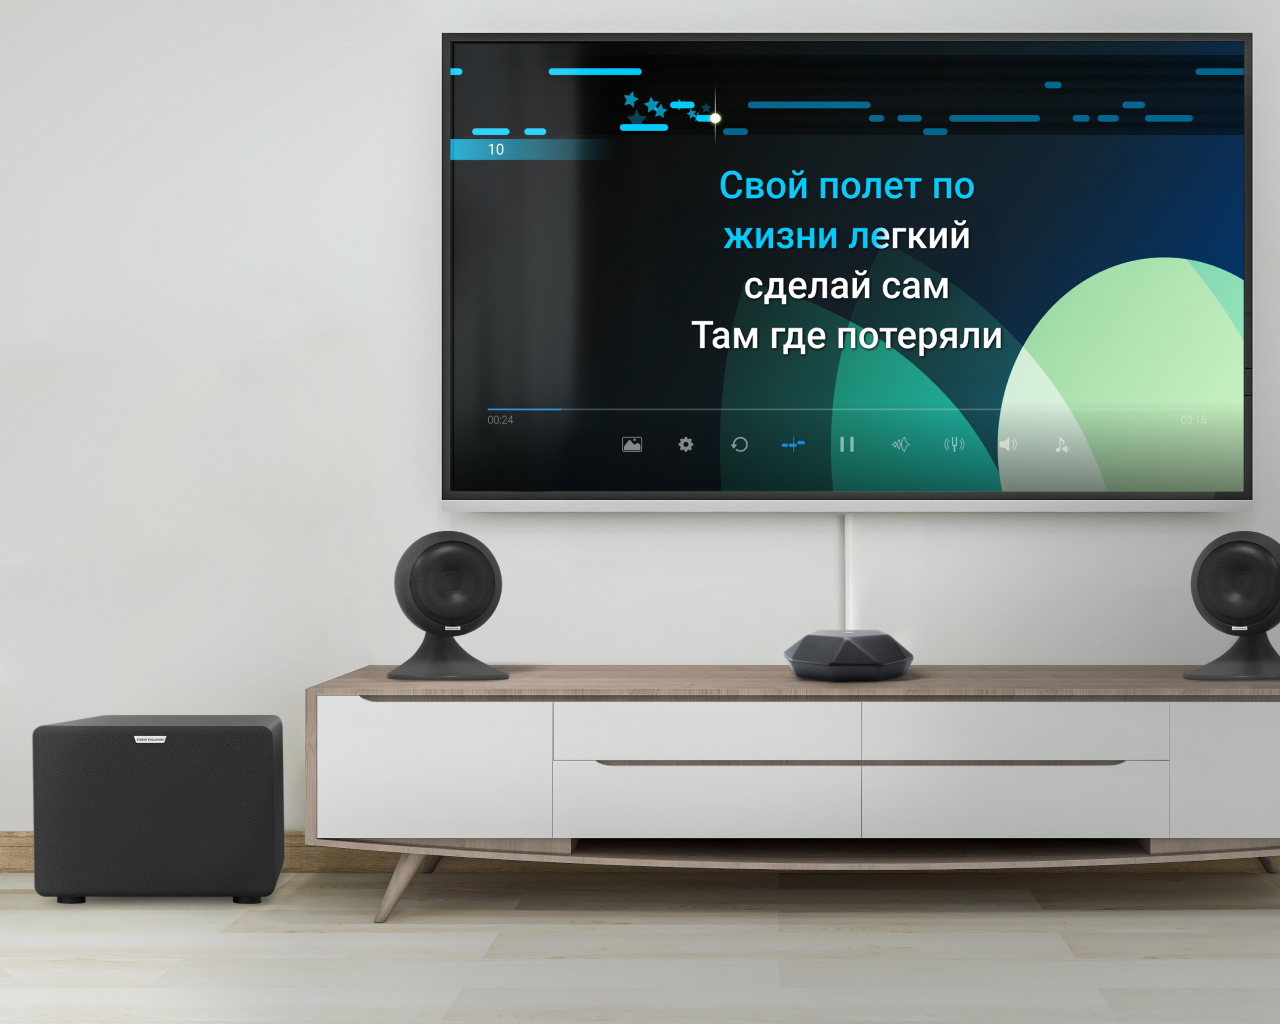 10
Свой полет по
жизни легкий
сделай сам
Там где потеряли
00:24
03:15